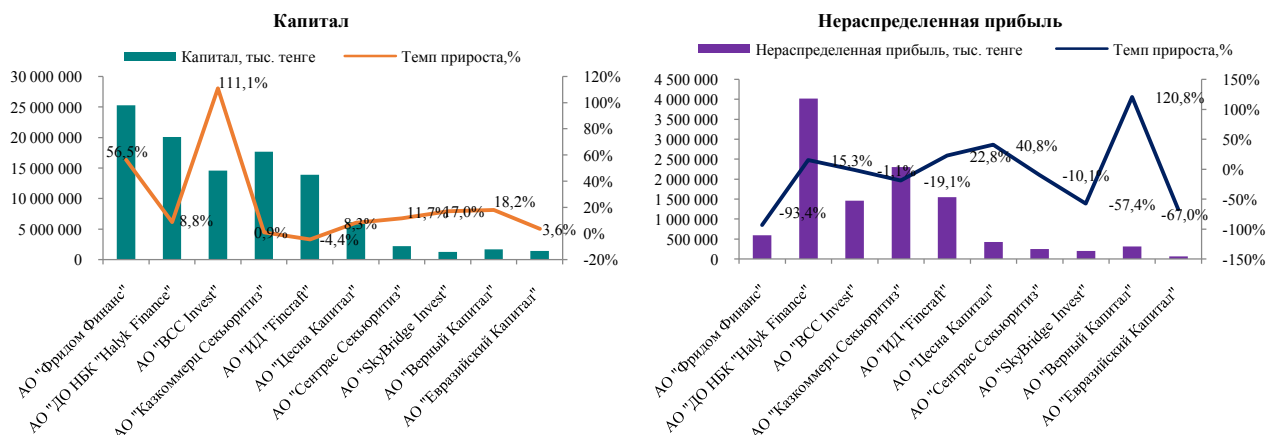 Капитал
Капитал, тыс. тенге
Темп прироста,%
30 000 000
25 000 000
20 000 000
15 000 000
10 000 000
5 000 000
0
120%
100%
80%
60%
40%
20%
0%
-20%
56,5%
8,8%
111,1%
0,9%
-4,4%
8,3%
11,7%
17,0%
18,2%
3,6%
АО "Фридом Финанс"
АО "ДО НБК "Halyk Finance"
АО "BCC Invest"
АО "Казкоммерц Секьюритиз"
АО "ИД "Fincraft"
АО "Цесна Капитал"
АО "Сентрас Секьюритиз"
АО "SkyBridge Invest"
АО "Верный Капитал"
АО "Евразийский Капитал"
Нераспределенная прибыль
Нераспределенная прибыль, тыс. тенге
Темп прироста,%
4 500 000
4 000 000
3 500 000
3 000 000
2 500 000
2 000 000
1 500 000
1 000 000
500 000
0
150%
100%
50%
0%
-50%
-100%
-150%
-93,4%
15,3%
-1,1%
-19,1%
22,8%
40,8%
-10,1%
-57,4%
120,8%
-67,0%
АО "Фридом Финанс"
АО "ДО НБК "Halyk Finance"
АО "BCC Invest"
АО "Казкоммерц Секьюритиз"
АО "ИД "Fincraft"
АО "Цесна Капитал"
АО "Сентрас Секьюритиз"
АО "SkyBridge Invest"
АО "Верный Капитал"
АО "Евразийский Капитал"